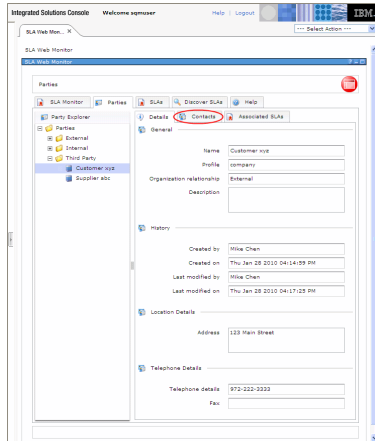 Integrated Solutions Console Welcome sqmuser Help | Logout IBM.
SLA Web Mon... X --- Select Action ---
SLA Web Monitor
SLA Web Monitor
Parties
SLA Monitor Parties SLAs Discover SLAs Help
Party Explorer
Parties
External
Internal
Third Party
Customer xyz
Supplier abc
Details Contacts Associated SLAs
General
Name Customer xyz
Profile company
Organization relationship External
Description
History
Created by Mike Chen
Created on Thu Jan 28 2010 04:14:59 PM
Last modified by Mike Chen
Last modified on Thu Jan 28 2010 04:17:25 PM
Location Details
Address 123 Main Street
Telephone Details
Telephone details 972-222-3333
Fax